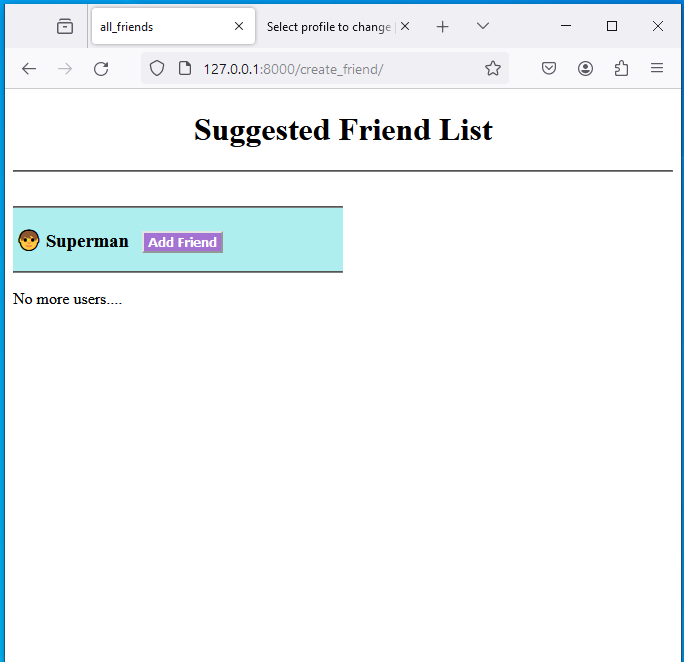 all_friends
Select profile to change
127.0.0.1:8000/create_friend/
Suggested Friend List
Superman Add Friend
No more users....